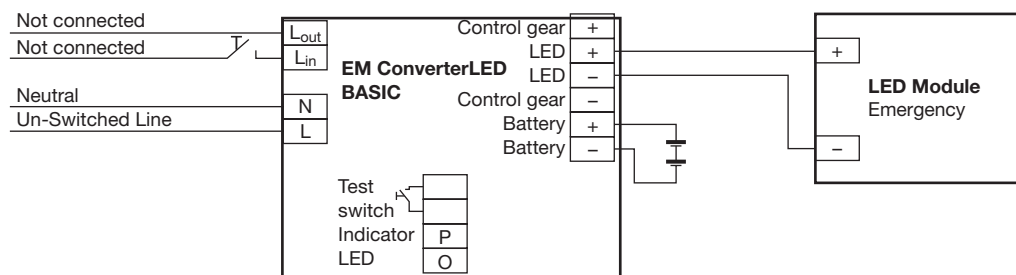 Not connected
Not connected
Neutral
Un-Switched Line
Lout
Lin
N
L
EM ConverterLED
BASIC
Control gear +
LED +
LED –
Control gear –
Battery +
Battery –
Test
switch
Indicator P
LED O
+
–
LED Module
Emergency